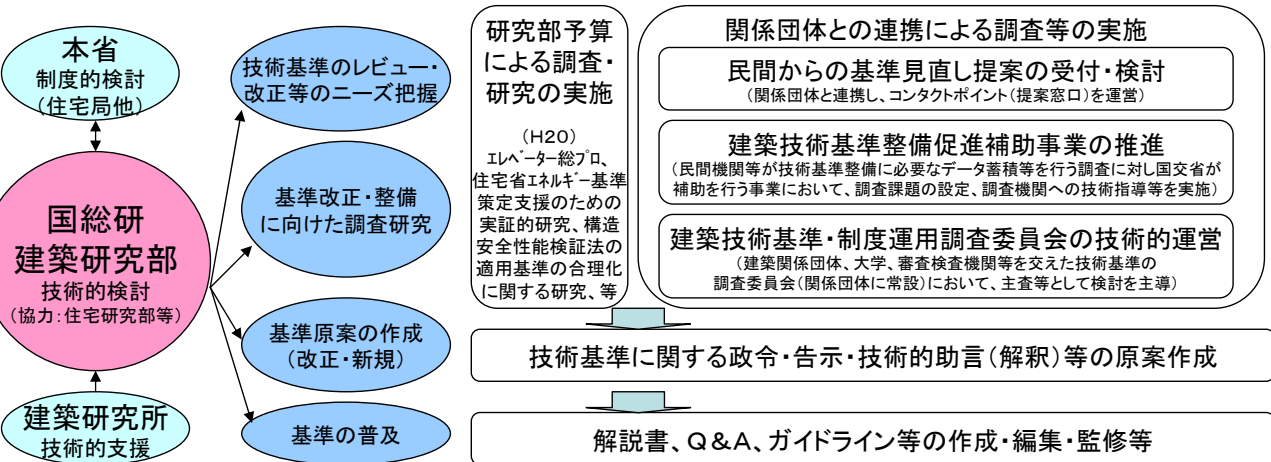 本省
制度的検討
(住宅局他)
国総研
建築研究部
技術的検討
(協力:住宅研究部等)
建築研究所
技術的支援
技術基準のレビュー・
改正等のニーズ把握
基準改正・整備
に向けた調査研究
基準原案の作成
(改正・新規)
基準の普及
研究部予算
による調査・
研究の実施
(H20)
エレベーター総プロ、
住宅省エネルギー基準
策定支援のための
実証的研究、構造
安全性能検証法の
適用基準の合理化
に関する研究、等
関係団体との連携による調査等の実施
民間からの基準見直し提案の受付・検討
(関係団体と連携し、コンタクトポイント(提案窓口)を運営)
建築技術基準整備促進補助事業の推進
(民間機関等が技術基準整備に必要なデータ蓄積等を行う調査に対し国交省が
補助を行う事業において、調査課題の設定、調査機関への技術指導等を実施)
建築技術基準・制度運用調査委員会の技術的運営
(建築関係団体、大学、審査検査機関等を交えた技術基準の
調査委員会(関係団体に常設)において、主査等として検討を主導)
技術基準に関する政令・告示・技術的助言(解釈)等の原案作成
解説書、Q&A、ガイドライン等の作成・編集・監修等